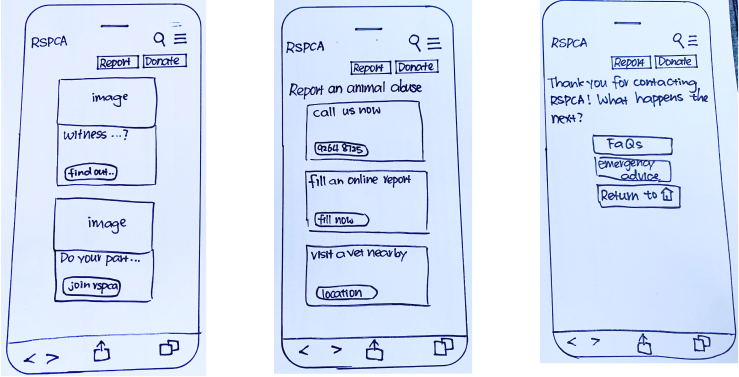 RSPCA
Report Donate
image
witness ...?
find out..
image
Do your part...
join rspca
< >
RSPCA
Report Donate
Report an animal abuse
call us now
9264 8725
fill an online report
fill now
visit a vet nearby
location
< >
RSPCA
Report Donate
Thank you for contacting
RSPCA! What happens the
next?
FaQs
emergency
advice
Return to
< >